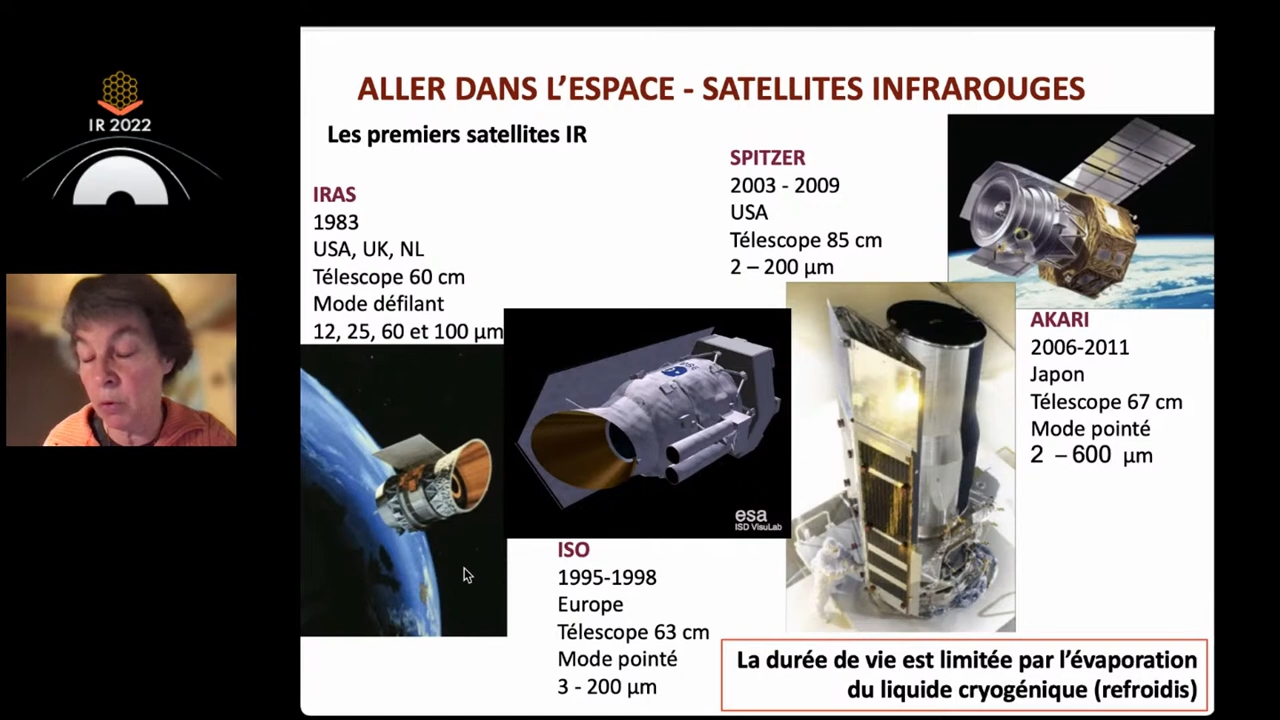 IR 2022
ALLER DANS L’ESPACE - SATELLITES INFRAROUGES
Les premiers satellites IR
IRAS
1983
USA, UK, NL
Télescope 60 cm
Mode défilant
12, 25, 60 et 100 µm
ISO
1995-1998
Europe
Télescope 63 cm
Mode pointé
3 - 200 µm
SPITZER
2003 - 2009
USA
Télescope 85 cm
2 – 200 µm
AKARI
2006-2011
Japon
Télescope 67 cm
Mode pointé
2 – 600 µm
esa
ISD VisuLab
La durée de vie est limitée par l’évaporation
du liquide cryogénique (refroidis)